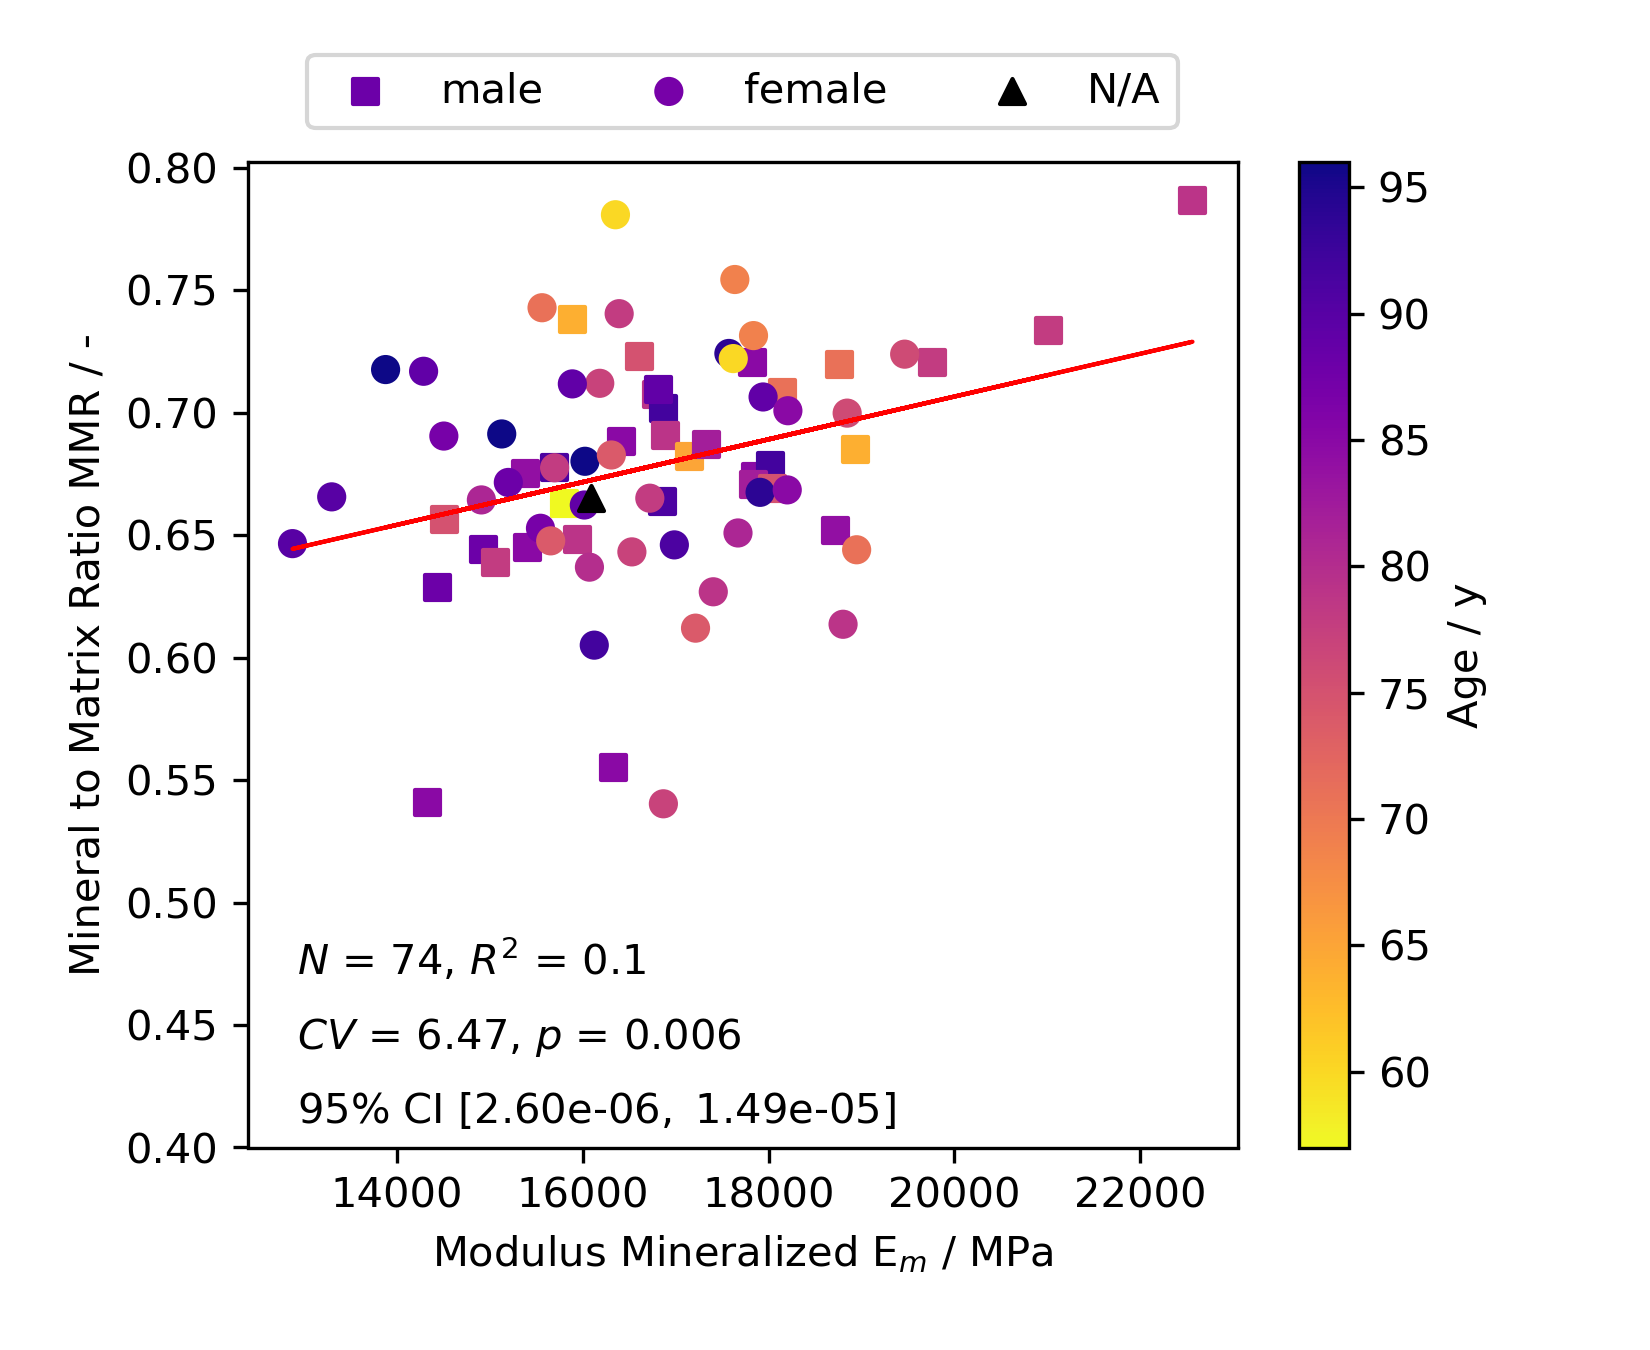 male female N/A
0.80
0.75
0.70
0.65
0.60
0.55
0.50
0.45
0.40
Mineral to Matrix Ratio MMR / -
N = 74, R² = 0.1
CV = 6.47, p = 0.006
95% CI [2.60e-06, 1.49e-05]
14000 16000 18000 20000 22000
Modulus Mineralized Eₘ / MPa
95
90
85
80
75
70
65
60
Age / y